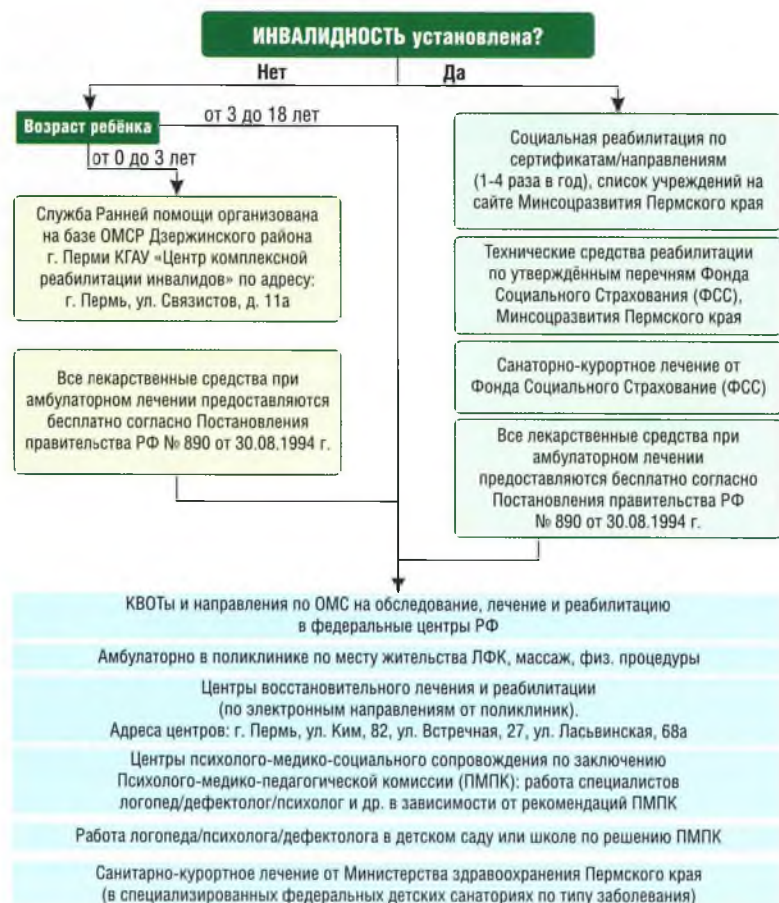 ИНВАЛИДНОСТЬ установлена?
Нет
Да
Возраст ребёнка
от 3 до 18 лет
от 0 до 3 лет
Служба Ранней помощи организована
на базе ОМСР Дзержинского района
г. Перми КГАУ «Центр комплексной
реабилитации инвалидов» по адресу:
г. Пермь, ул. Связистов, д. 11а
Все лекарственные средства при
амбулаторном лечении предоставляются
бесплатно согласно Постановления
правительства РФ № 890 от 30.08.1994 г.
Социальная реабилитация по
сертификатам/направлениям
(1-4 раза в год), список учреждений на
сайте Минсоцразвития Пермского края
Технические средства реабилитации
по утверждённым перечням Фонда
Социального Страхования (ФСС),
Минсоцразвития Пермского края
Санаторно-курортное лечение от
Фонда Социального Страхование (ФСС)
Все лекарственные средства при
амбулаторном лечении
предоставляются бесплатно согласно
Постановления правительства РФ
№ 890 от 30.08.1994 г.
КВОТы и направления по ОМС на обследование, лечение и реабилитацию
в федеральные центры РФ
Амбулаторно в поликлинике по месту жительства ЛФК, массаж, физ. процедуры
Центры восстановительного лечения и реабилитации
(по электронным направлениям от поликлиник).
Адреса центров: г. Пермь, ул. Ким, 82, ул. Встречная, 27, ул. Ласьвинская, 68а
Центры психолого-медико-социального сопровождения по заключению
Психолого-медико-педагогической комиссии (ПМПК): работа специалистов
логопед/дефектолог/психолог и др. в зависимости от рекомендаций ПМПК
Работа логопеда/психолога/дефектолога в детском саду или школе по решению ПМПК
Санитарно-курортное лечение от Министерства здравоохранения Пермского края
(в специализированных федеральных детских санаториях по типу заболевания)